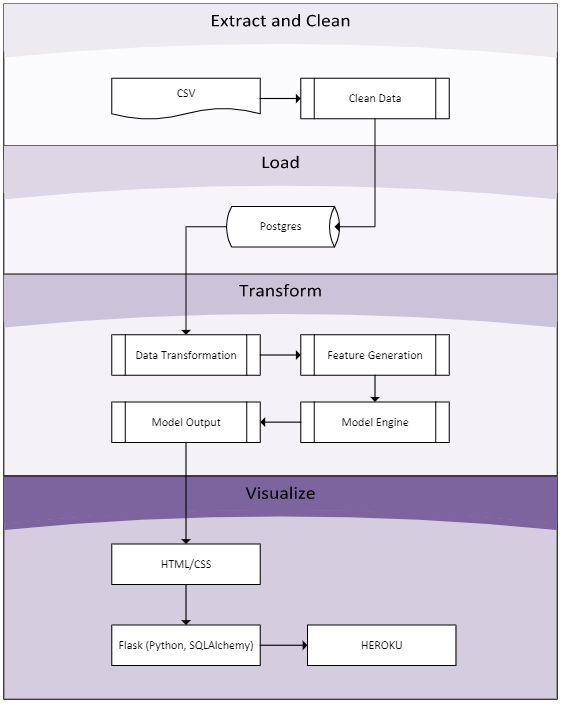 Extract and Clean
CSV
Clean Data
Load
Postgres
Transform
Data Transformation
Feature Generation
Model Output
Model Engine
Visualize
HTML/CSS
Flask (Python, SQLAlchemy)
HEROKU